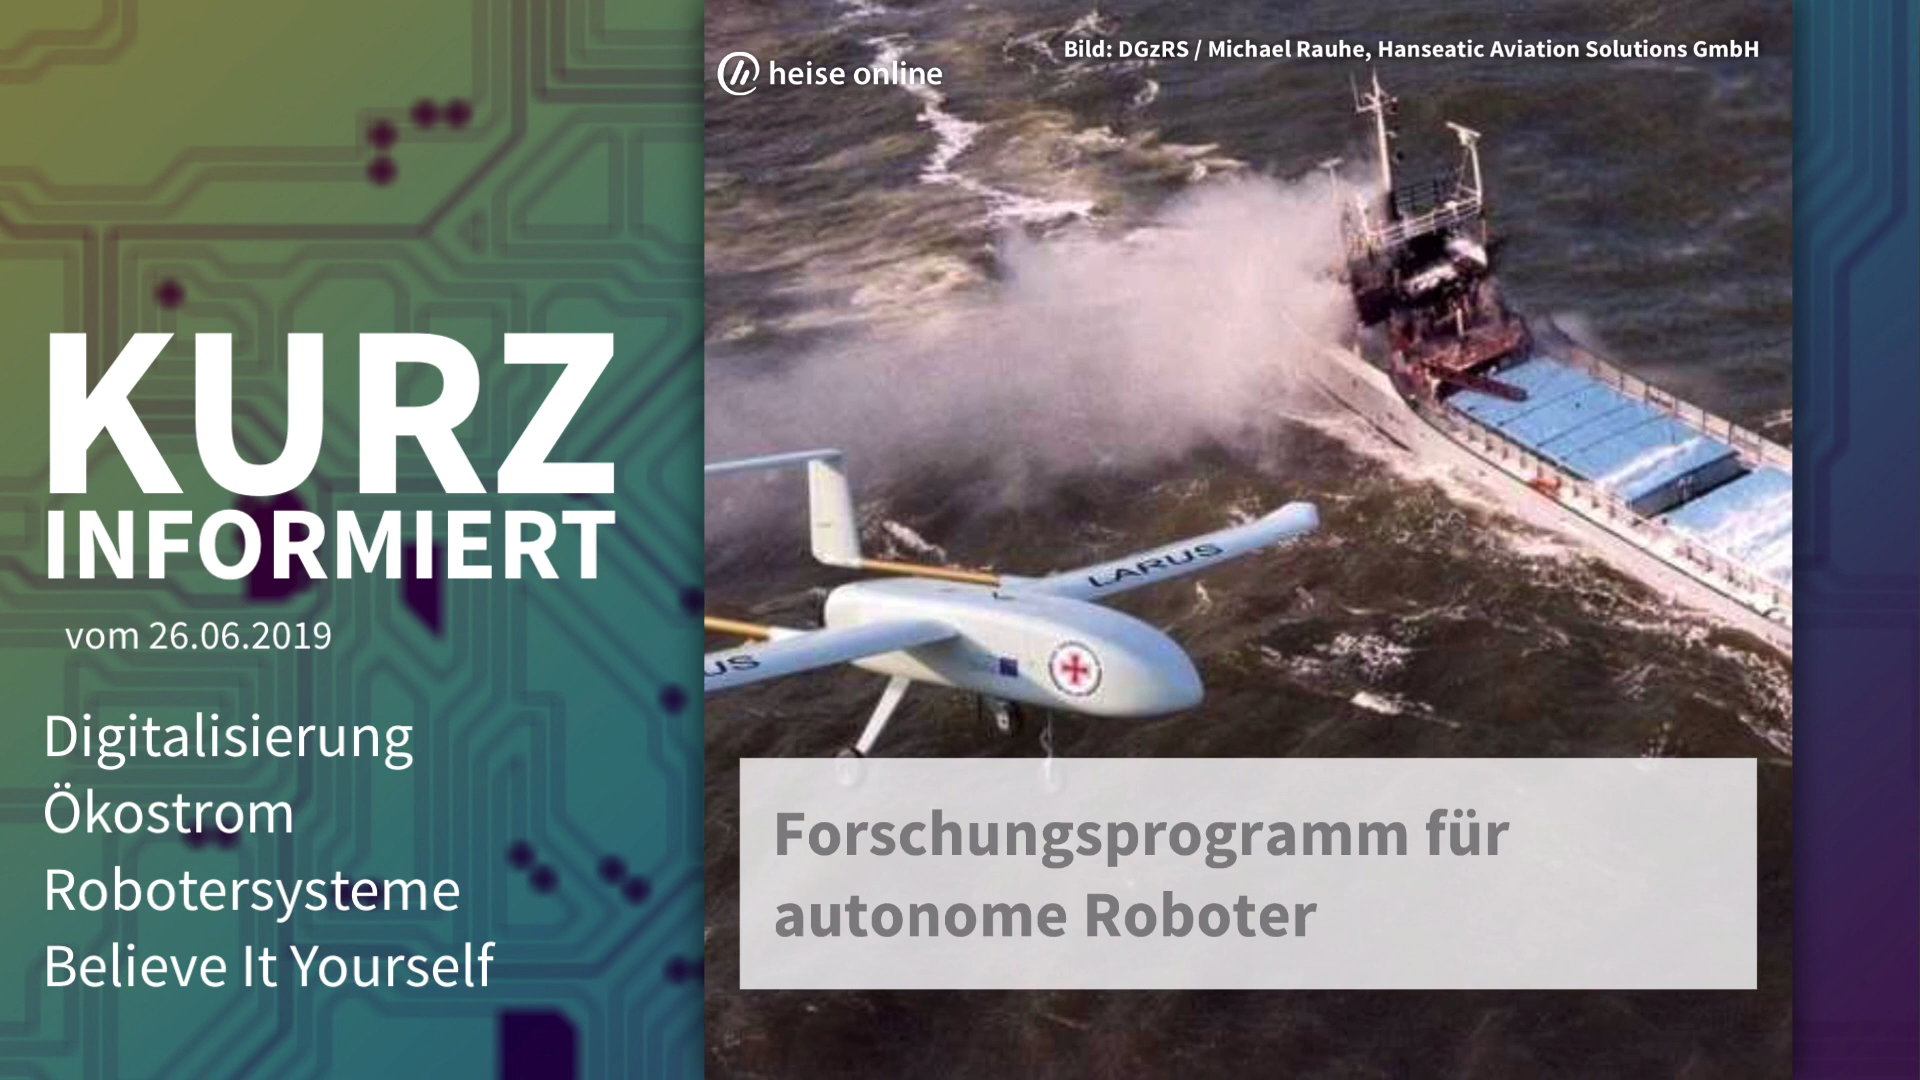 KURZ
INFORMIERT
vom 26.06.2019
Digitalisierung
Ökostrom
Robotersysteme
Believe It Yourself
heise online
Bild: DGzRS / Michael Rauhe, Hanseatic Aviation Solutions GmbH
LARUS
US
Forschungsprogramm für
autonome Roboter